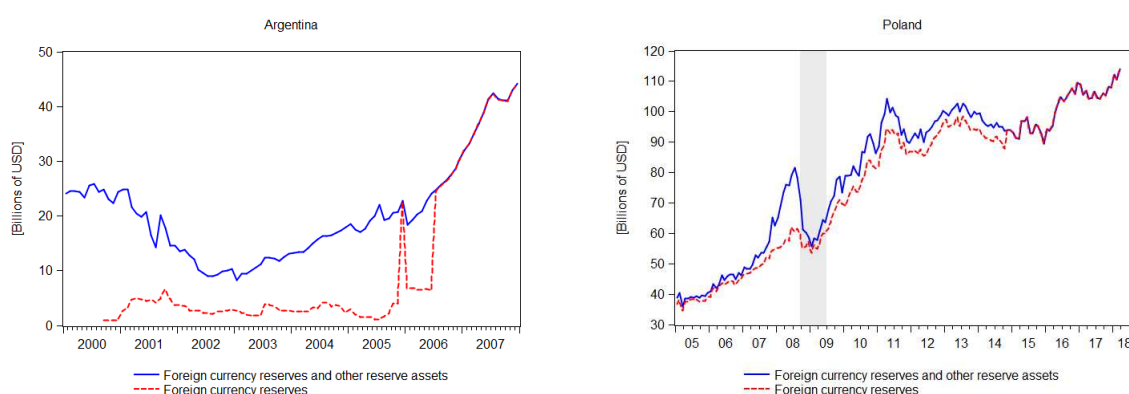 Argentina
[Billions of USD]
50
40
30
20
10
0
2000 2001 2002 2003 2004 2005 2006 2007
Foreign currency reserves and other reserve assets
Foreign currency reserves
Poland
[Billions of USD]
120
110
100
90
80
70
60
50
40
30
05 06 07 08 09 10 11 12 13 14 15 16 17 18
Foreign currency reserves and other reserve assets
Foreign currency reserves